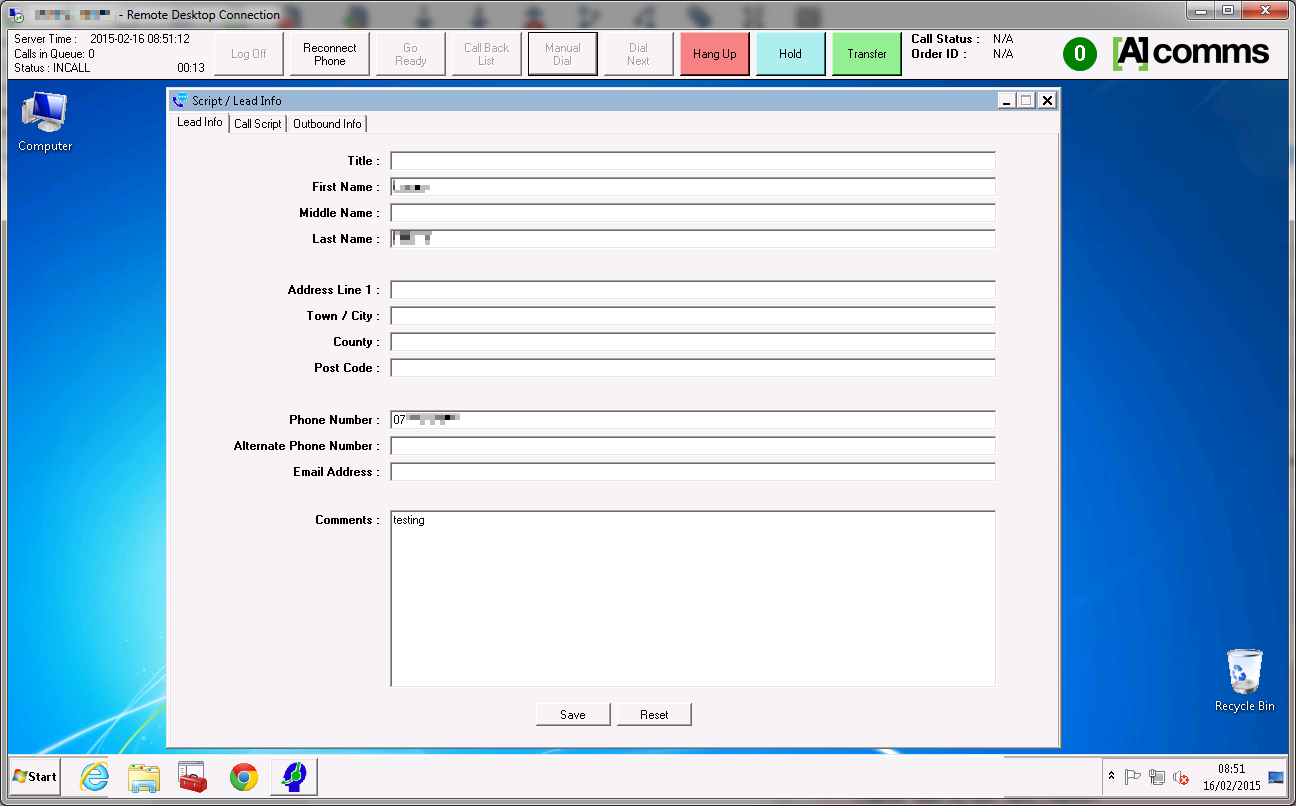 - Remote Desktop Connection
Server Time : 2015-02-16 08:51:12
Calls in Queue: 0
Status : INCALL 00:13
Log Off
Reconnect
Phone
Go
Ready
Call Back
List
Manual
Dial
Dial
Next
Hang Up
Hold
Transfer
Call Status : N/A
Order ID : N/A
0
[A]comms
Computer
Script / Lead Info
Lead Info Call Script Outbound Info
Title :
First Name :
Middle Name :
Last Name :
Address Line 1 :
Town / City :
County :
Post Code :
Phone Number : 07
Alternate Phone Number :
Email Address :
Comments : testing
Save Reset
Recycle Bin
Start
08:51
16/02/2015